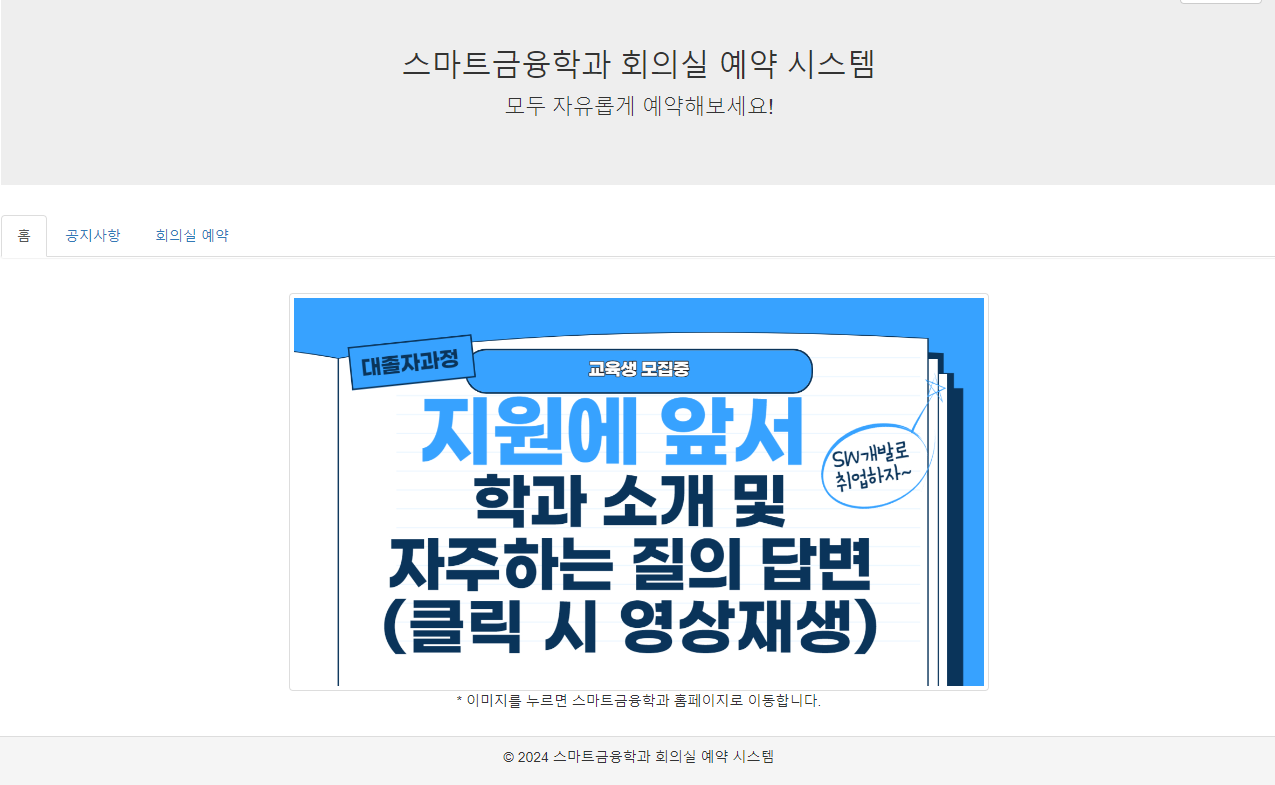 스마트금융학과 회의실 예약 시스템
모두 자유롭게 예약해보세요!
홈
공지사항
회의실 예약
대졸자과정
교육생 모집중
지원에 앞서
학과 소개 및
자주하는 질의 답변
(클릭 시 영상재생)
SW개발로
취업하자~
* 이미지를 누르면 스마트금융학과 홈페이지로 이동합니다.
© 2024 스마트금융학과 회의실 예약 시스템